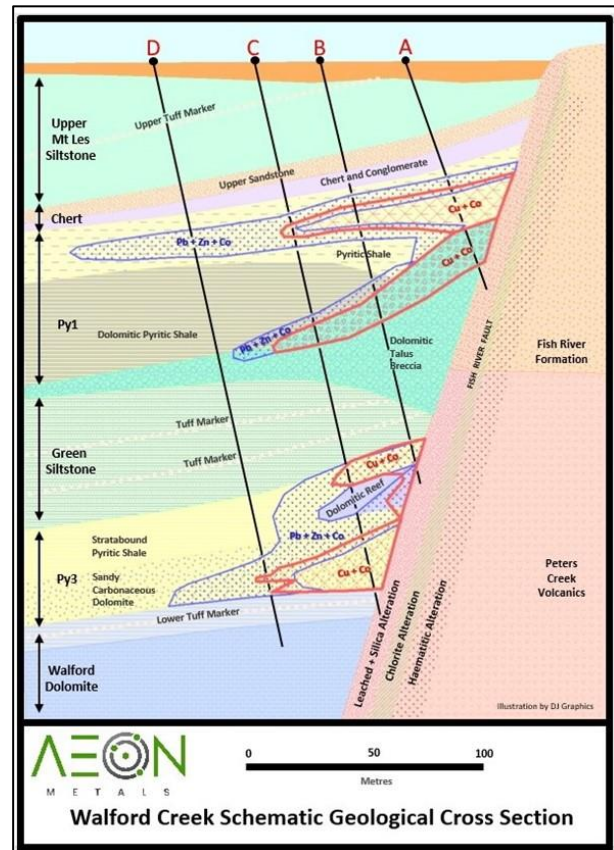 D C B A
Upper Tuff Marker
Upper
Mt Les
Siltstone
Upper Sandstone
Chert and Conglomerate
Chert
Cu + Co
Pb + Zn + Co
Cu + Co
Pyritic Shale
Py1
Dolomitic Pyritic Shale
Pb + Zn + Co
Dolomitic
Talus
Breccia
FISH RIVER FAULT
Fish River
Formation
Green
Siltstone
Tuff Marker
Tuff Marker
Cu + Co
Dolomitic Reef
Pb + Zn + Co
Stratabound
Pyritic Shale
Py3
Sandy
Carbonaceous
Dolomite
Cu + Co
Peters
Creek
Volcanics
Lower Tuff Marker
Walford
Dolomite
Leached + Silica Alteration
Chlorite Alteration
Haematitic Alteration
Illustration by DJ Graphics
AEON
METALS
0 50 100
Metres
Walford Creek Schematic Geological Cross Section